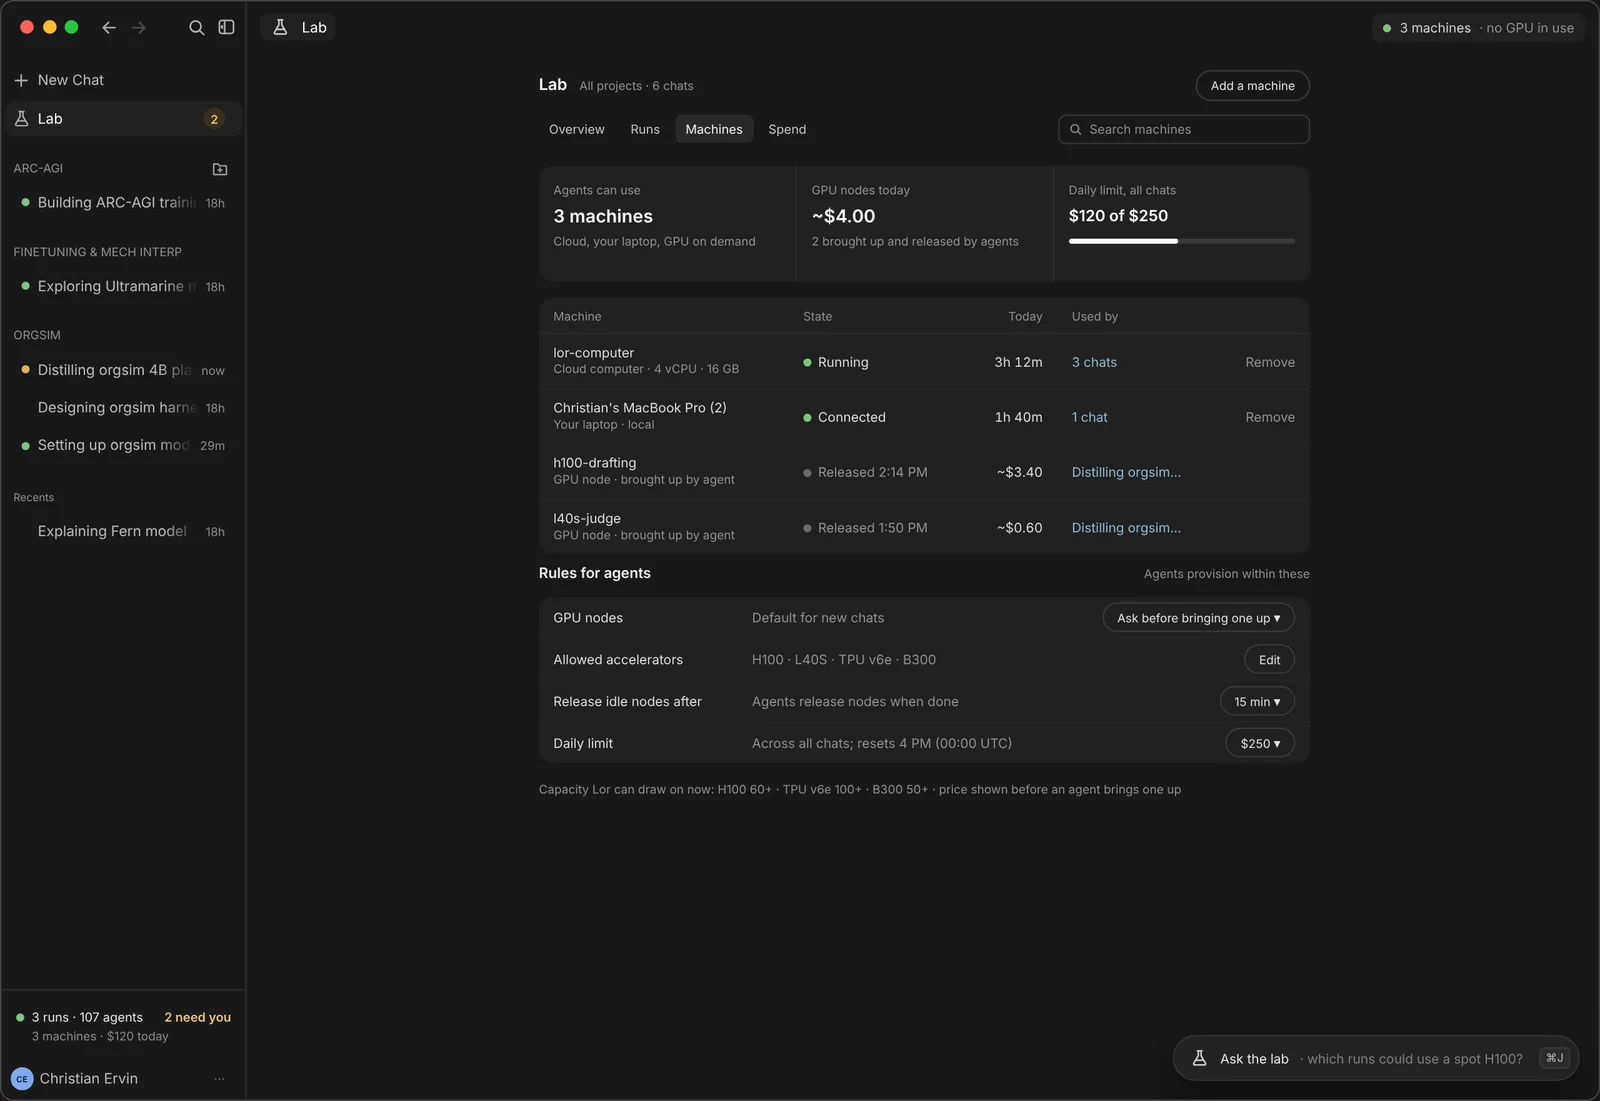 Lab
3 machines · no GPU in use
New Chat
Lab
2
ARC-AGI
Building ARC-AGI traini 18h
FINETUNING & MECH INTERP
Exploring Ultramarine 18h
ORGSIM
Distilling orgsim 4B pla now
Designing orgsim harne 18h
Setting up orgsim mod 29m
Recents
Explaining Fern model 18h
3 runs · 107 agents 2 need you
3 machines · $120 today
CE Christian Ervin ...
Lab All projects · 6 chats
Add a machine
Overview Runs Machines Spend
Search machines
Agents can use
3 machines
Cloud, your laptop, GPU on demand
GPU nodes today
~$4.00
2 brought up and released by agents
Daily limit, all chats
$120 of $250
Machine State Today Used by
lor-computer
Cloud computer · 4 vCPU · 16 GB
Running 3h 12m 3 chats Remove
Christian's MacBook Pro (2)
Your laptop · local
Connected 1h 40m 1 chat Remove
h100-drafting
GPU node · brought up by agent
Released 2:14 PM ~$3.40 Distilling orgsim...
l40s-judge
GPU node · brought up by agent
Released 1:50 PM ~$0.60 Distilling orgsim...
Rules for agents Agents provision within these
GPU nodes Default for new chats Ask before bringing one up ▾
Allowed accelerators H100 · L40S · TPU v6e · B300 Edit
Release idle nodes after Agents release nodes when done 15 min ▾
Daily limit Across all chats; resets 4 PM (00:00 UTC) $250 ▾
Capacity Lor can draw on now: H100 60+ · TPU v6e 100+ · B300 50+ · price shown before an agent brings one up
Ask the lab · which runs could use a spot H100? ⌘J